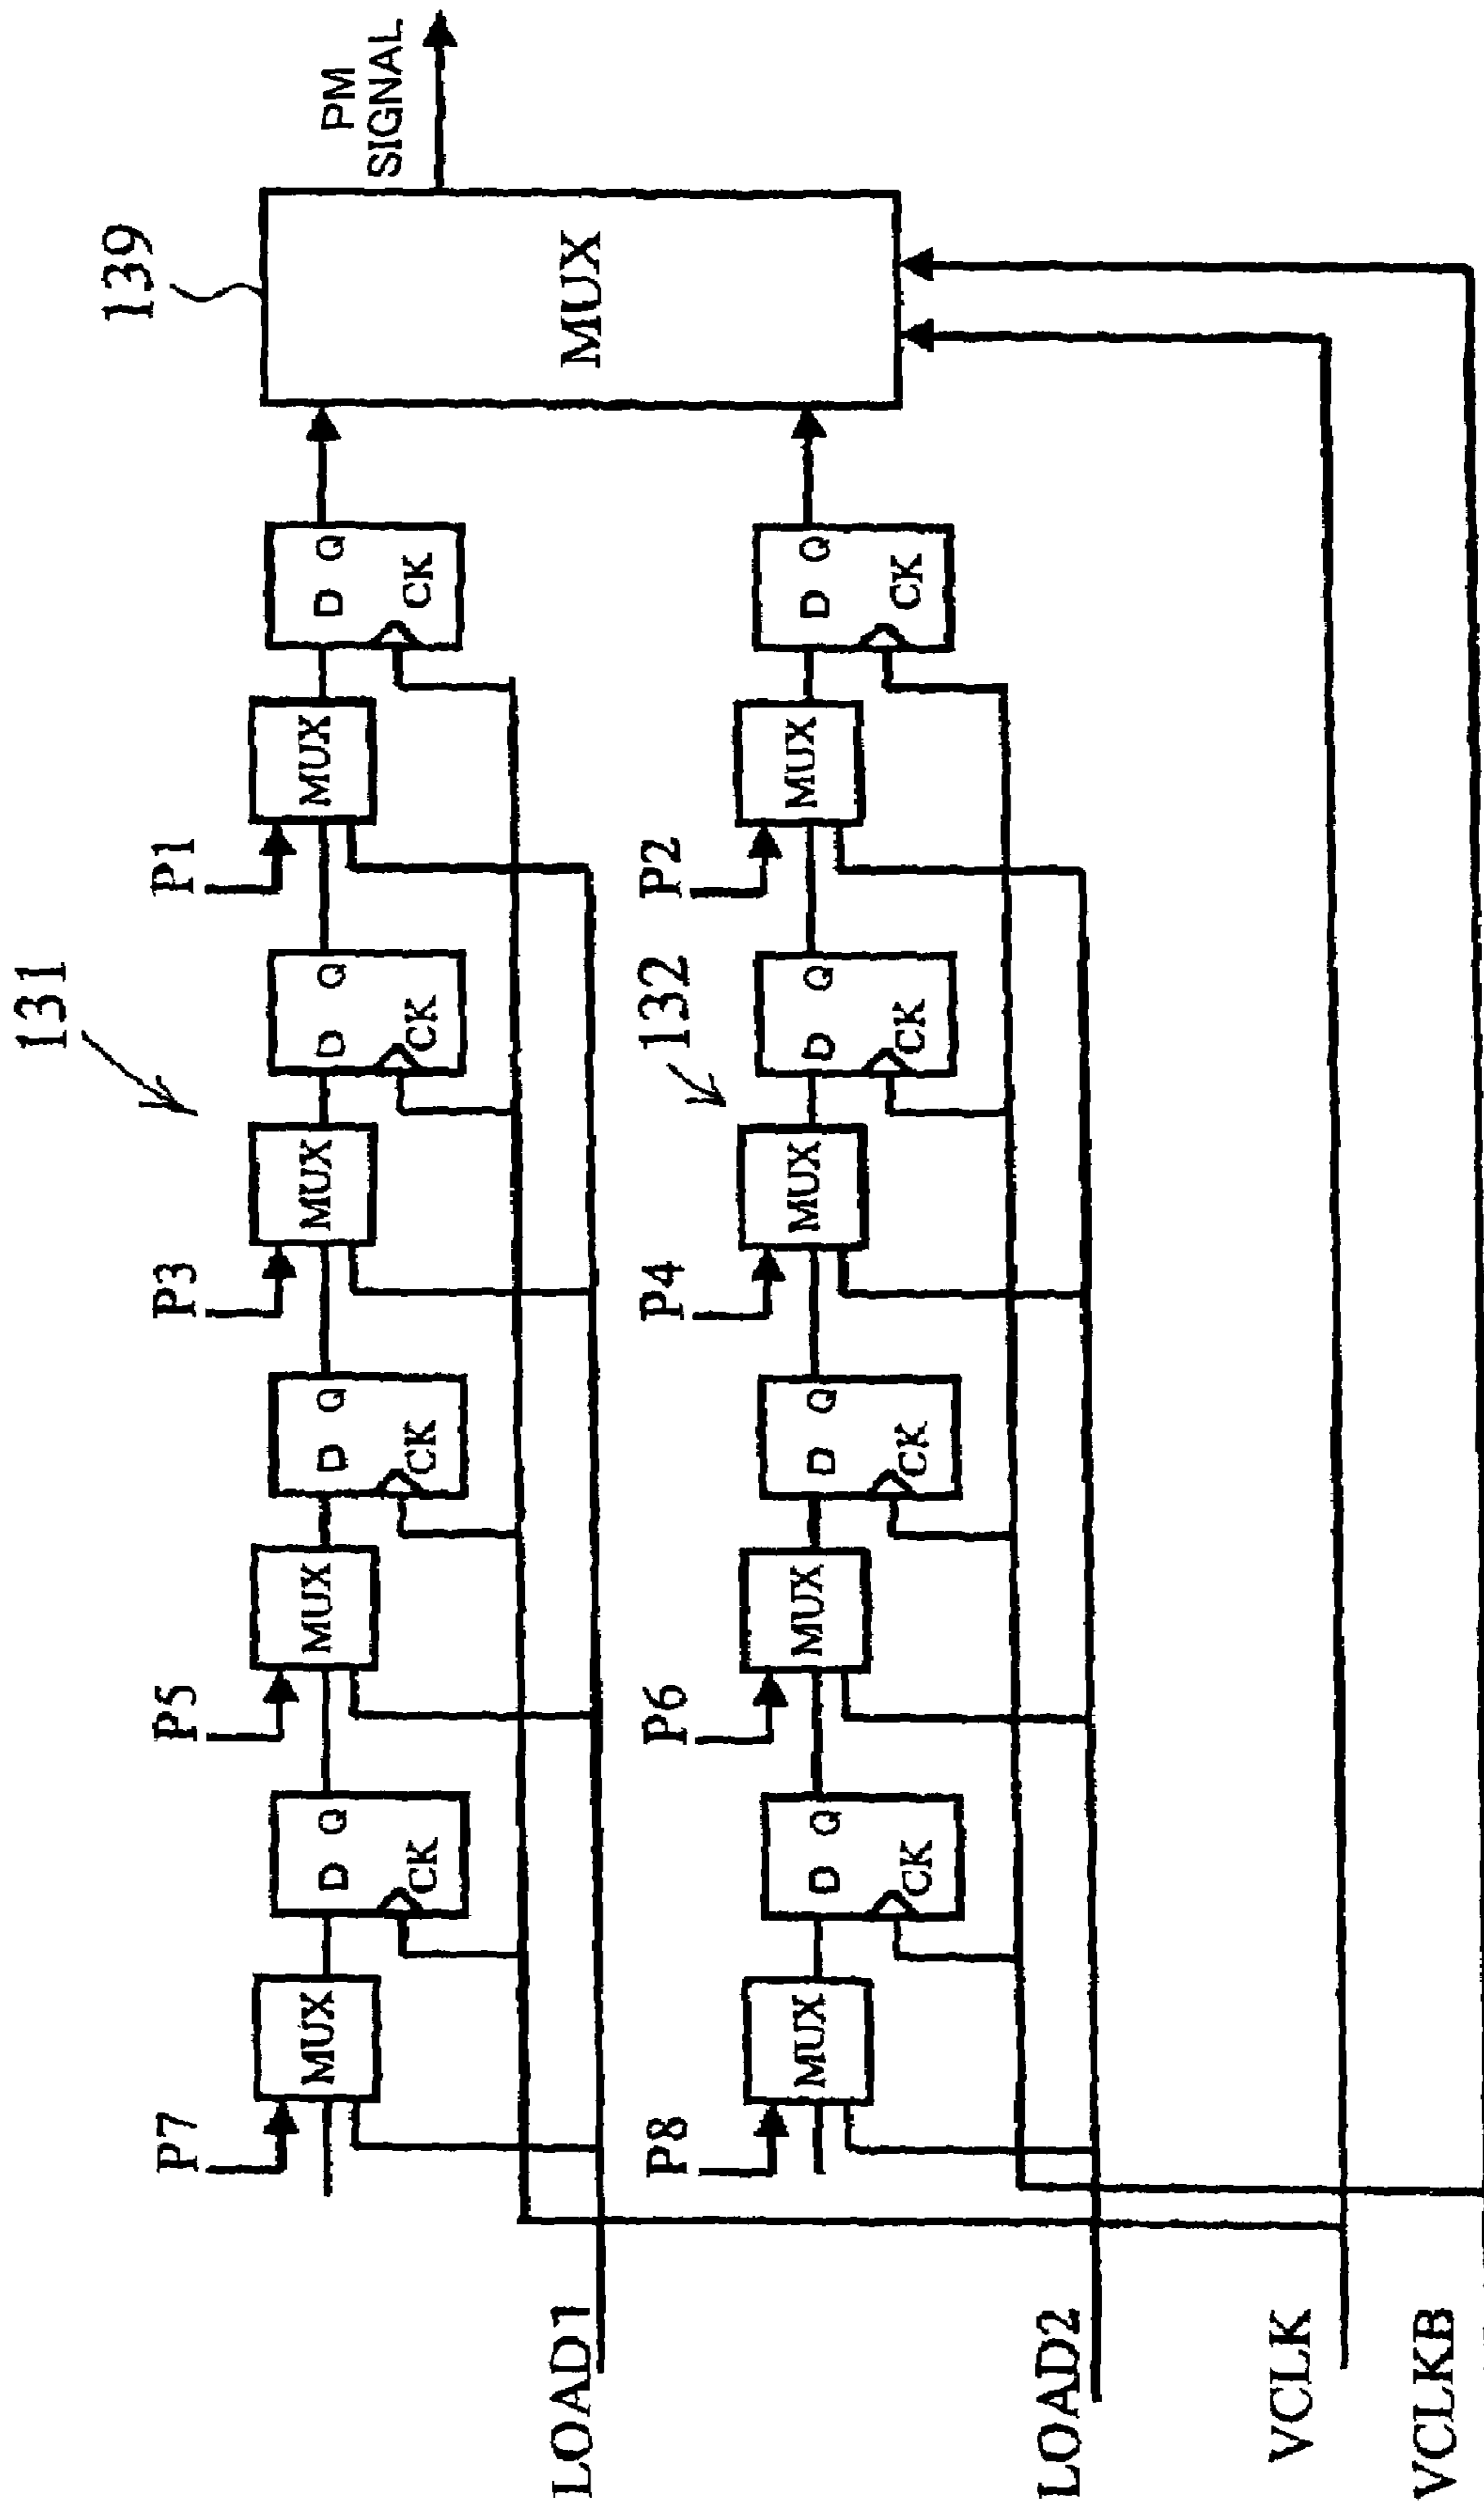 131
139
P7
P5
P3
P1
PM
SIGNAL
MUX
D Q
CK
MUX
D Q
CK
MUX
D Q
CK
MUX
D Q
CK
MUX
LOAD1
132
P8
P6
P4
P2
MUX
D Q
CK
MUX
D Q
CK
MUX
D Q
CK
MUX
D Q
CK
LOAD2
VCLK
VCLKB